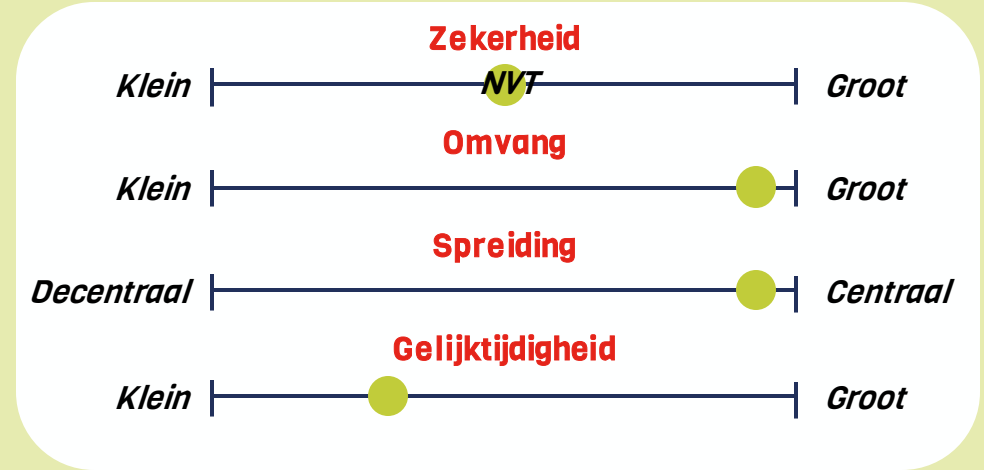 Zekerheid
Klein NVT Groot
Omvang
Klein Groot
Spreiding
Decentraal Centraal
Gelijktijdigheid
Klein Groot